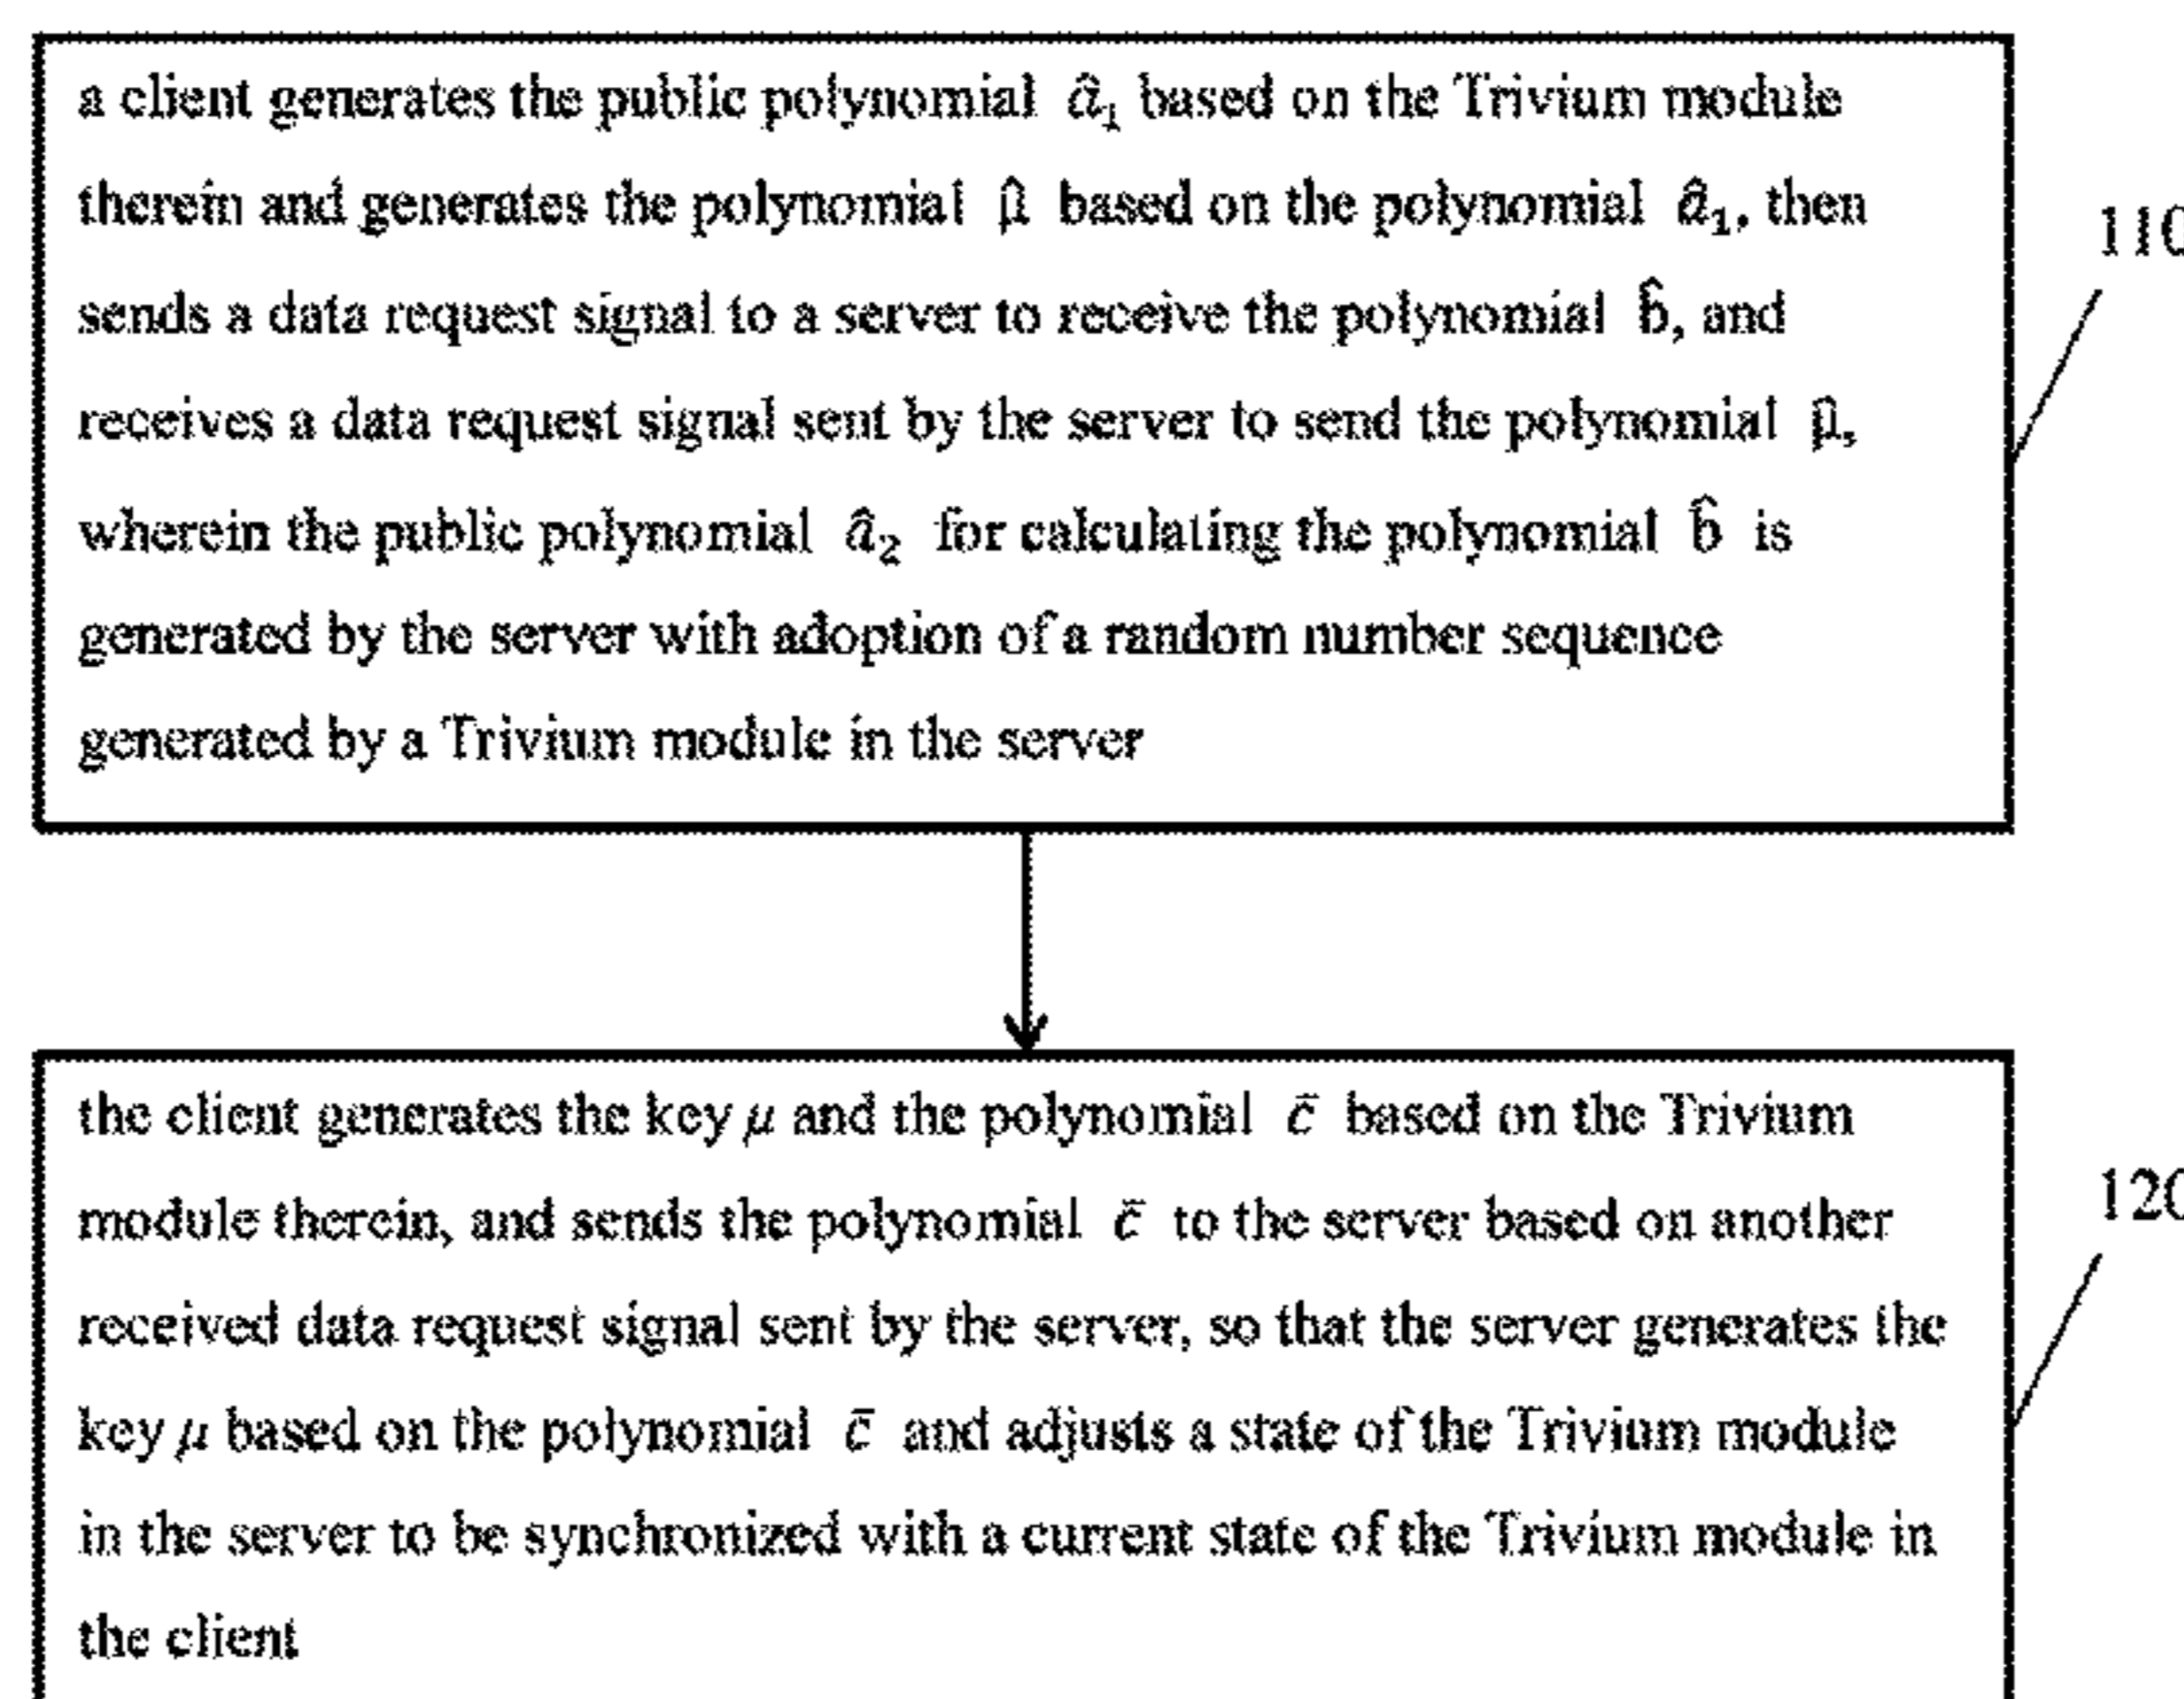 a client generates the public polynomial â₁ based on the Trivium module
therein and generates the polynomial μ̂ based on the polynomial â₁, then
sends a data request signal to a server to receive the polynomial b̂, and
receives a data request signal sent by the server to send the polynomial μ̂,
wherein the public polynomial â₂ for calculating the polynomial b̂ is
generated by the server with adoption of a random number sequence
generated by a Trivium module in the server
110
the client generates the key μ and the polynomial c̄ based on the Trivium
module therein, and sends the polynomial c̄ to the server based on another
received data request signal sent by the server, so that the server generates the
key μ based on the polynomial c̄ and adjusts a state of the Trivium module
in the server to be synchronized with a current state of the Trivium module in
the client
120